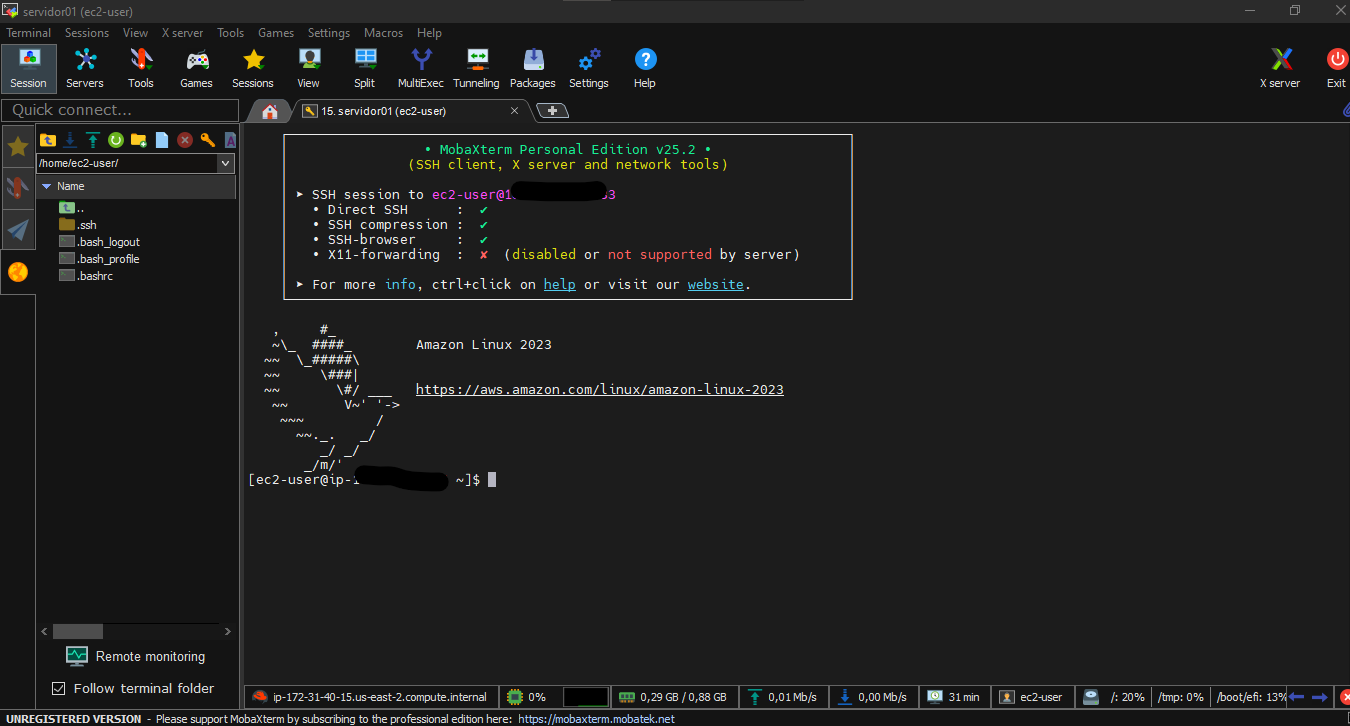 servidor01 (ec2-user)
Terminal Sessions View X server Tools Games Settings Macros Help
Session Servers Tools Games Sessions View Split MultiExec Tunneling Packages Settings Help X server Exit
Quick connect...
15. servidor01 (ec2-user)
/home/ec2-user/
Name
..
.ssh
.bash_logout
.bash_profile
.bashrc
Remote monitoring
Follow terminal folder
• MobaXterm Personal Edition v25.2 •
(SSH client, X server and network tools)
➤ SSH session to ec2-user@1 3
• Direct SSH : ✔
• SSH compression : ✔
• SSH-browser : ✔
• X11-forwarding : ✘ (disabled or not supported by server)
➤ For more info, ctrl+click on help or visit our website.
   ,     #_
   ~\_  ####_        Amazon Linux 2023
  ~~  \_#####\
  ~~     \###|
  ~~       \#/ ___   https://aws.amazon.com/linux/amazon-linux-2023
   ~~       V~' '->
    ~~~         /
      ~~._.   _/
         _/ _/
       _/m/'
[ec2-user@ip-1 ~]$
ip-172-31-40-15.us-east-2.compute.internal 0% 0,29 GB / 0,88 GB 0,01 Mb/s 0,00 Mb/s 31 min ec2-user /: 20% /tmp: 0% /boot/efi: 13%
UNREGISTERED VERSION - Please support MobaXterm by subscribing to the professional edition here: https://mobaxterm.mobatek.net